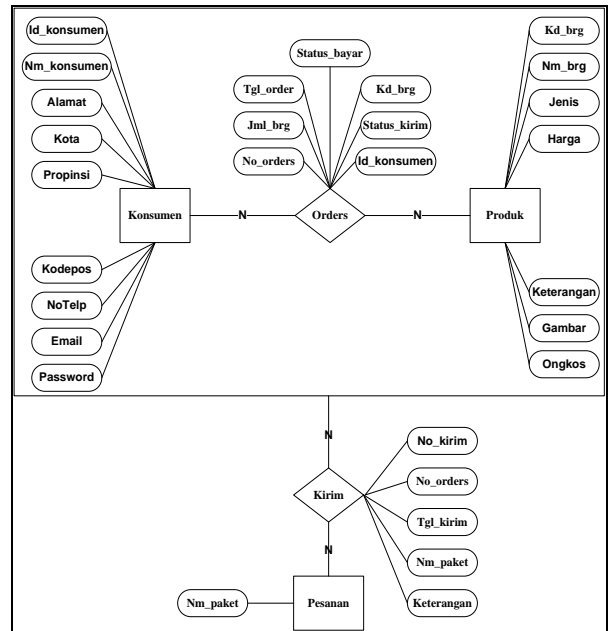 Id_konsumen
Nm_konsumen
Alamat
Kota
Propinsi
Konsumen
Kodepos
NoTelp
Email
Password
Status_bayar
Tgl_order
Jml_brg
No_orders
Kd_brg
Status_kirim
Id_konsumen
N
Orders
N
Kd_brg
Nm_brg
Jenis
Harga
Produk
Keterangan
Gambar
Ongkos
N
Kirim
No_kirim
No_orders
Tgl_kirim
Nm_paket
Keterangan
N
Nm_paket
Pesanan